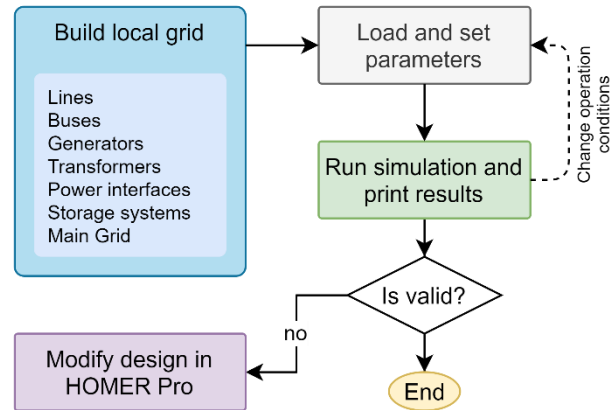 Build local grid
Lines
Buses
Generators
Transformers
Power interfaces
Storage systems
Main Grid
Load and set
parameters
Change operation
conditions
Run simulation and
print results
Is valid?
no
Modify design in
HOMER Pro
End